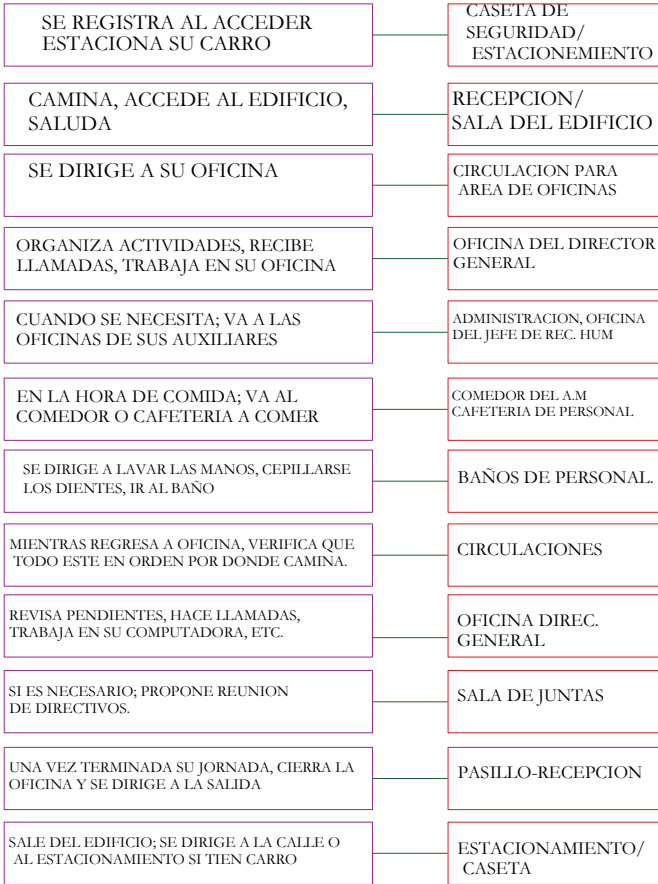 SE REGISTRA AL ACCEDER
ESTACIONA SU CARRO
CASETA DE
SEGURIDAD/
ESTACIONEMIENTO
CAMINA, ACCEDE AL EDIFICIO,
SALUDA
RECEPCION/
SALA DEL EDIFICIO
SE DIRIGE A SU OFICINA
CIRCULACION PARA
AREA DE OFICINAS
ORGANIZA ACTIVIDADES, RECIBE
LLAMADAS, TRABAJA EN SU OFICINA
OFICINA DEL DIRECTOR
GENERAL
CUANDO SE NECESITA; VA A LAS
OFICINAS DE SUS AUXILIARES
ADMINISTRACION, OFICINA
DEL JEFE DE REC. HUM
EN LA HORA DE COMIDA; VA AL
COMEDOR O CAFETERIA A COMER
COMEDOR DEL A.M
CAFETERIA DE PERSONAL
SE DIRIGE A LAVAR LAS MANOS, CEPILLARSE
LOS DIENTES, IR AL BAÑO
BAÑOS DE PERSONAL.
MIENTRAS REGRESA A OFICINA, VERIFICA QUE
TODO ESTE EN ORDEN POR DONDE CAMINA.
CIRCULACIONES
REVISA PENDIENTES, HACE LLAMADAS,
TRABAJA EN SU COMPUTADORA, ETC.
OFICINA DIREC.
GENERAL
SI ES NECESARIO; PROPONE REUNION
DE DIRECTIVOS.
SALA DE JUNTAS
UNA VEZ TERMINADA SU JORNADA, CIERRA LA
OFICINA Y SE DIRIGE A LA SALIDA
PASILLO-RECEPCION
SALE DEL EDIFICIO; SE DIRIGE A LA CALLE O
AL ESTACIONAMIENTO SI TIEN CARRO
ESTACIONAMIENTO/
CASETA